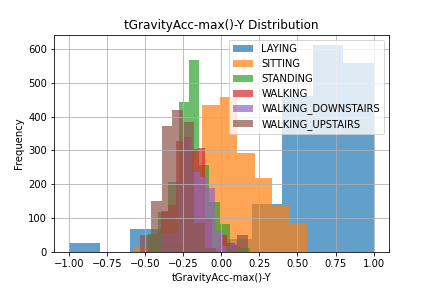 tGravityAcc-max()-Y Distribution
LAYING
SITTING
STANDING
WALKING
WALKING_DOWNSTAIRS
WALKING_UPSTAIRS
Frequency
600
500
400
300
200
100
0
−1.00 −0.75 −0.50 −0.25 0.00 0.25 0.50 0.75 1.00
tGravityAcc-max()-Y